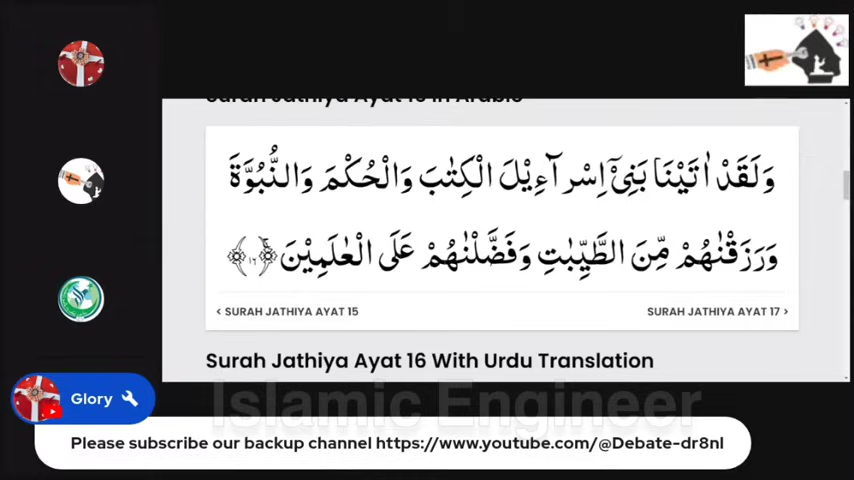 Surah Jathiya Ayat 16 in Arabic
وَلَقَدْ اٰتَيْنَا بَنِيْٓ اِسْرَآءِيْلَ الْكِتٰبَ وَالْحُكْمَ وَالنُّبُوَّةَ
وَرَزَقْنٰهُمْ مِّنَ الطَّيِّبٰتِ وَفَضَّلْنٰهُمْ عَلَى الْعٰلَمِيْنَ ﴿١٦﴾ۚ
< SURAH JATHIYA AYAT 15
SURAH JATHIYA AYAT 17 >
Surah Jathiya Ayat 16 With Urdu Translation
Glory
Islamic Engineer
Please subscribe our backup channel https://www.youtube.com/@Debate-dr8nl